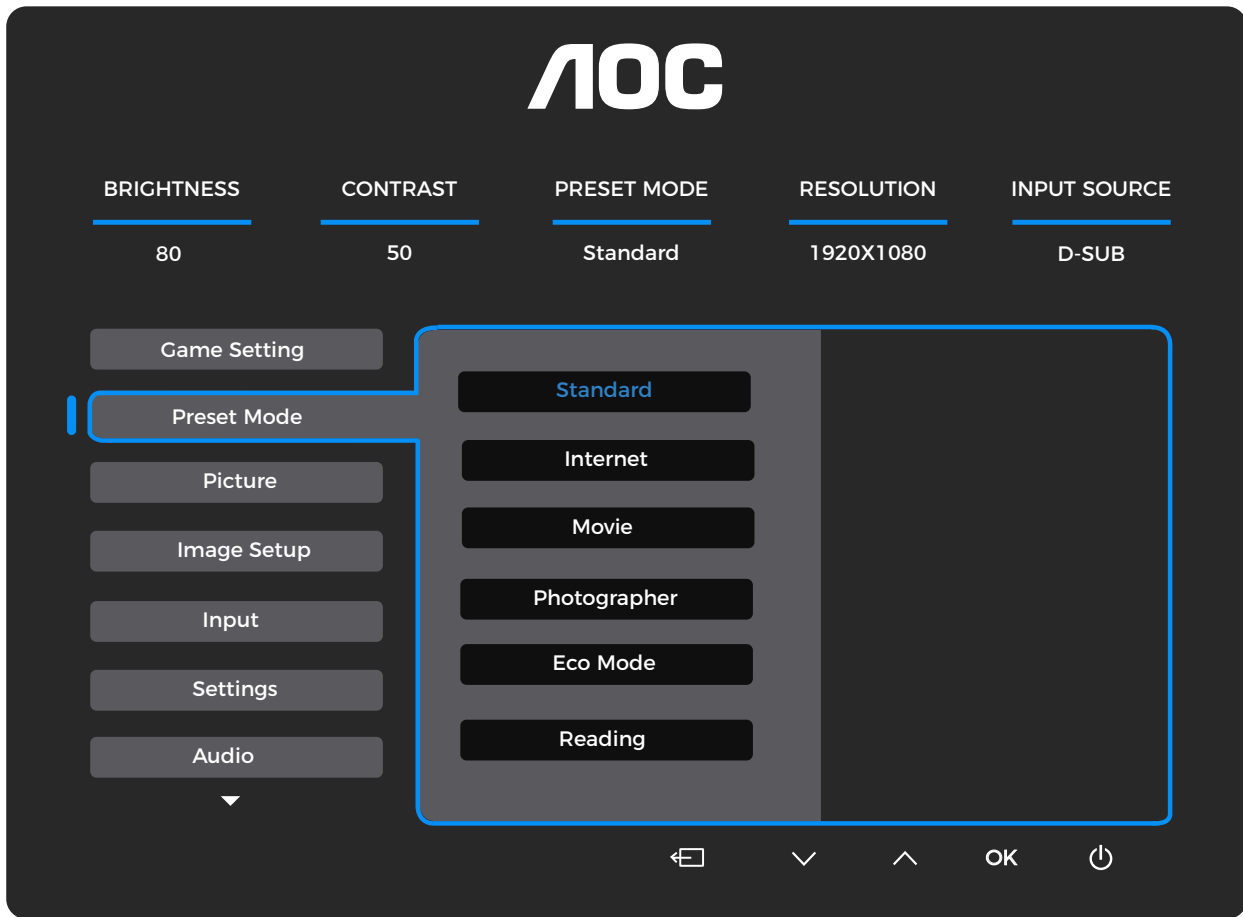 AOC
BRIGHTNESS CONTRAST PRESET MODE RESOLUTION INPUT SOURCE
80 50 Standard 1920X1080 D-SUB
Game Setting
Preset Mode
Picture
Image Setup
Input
Settings
Audio
Standard
Internet
Movie
Photographer
Eco Mode
Reading
OK